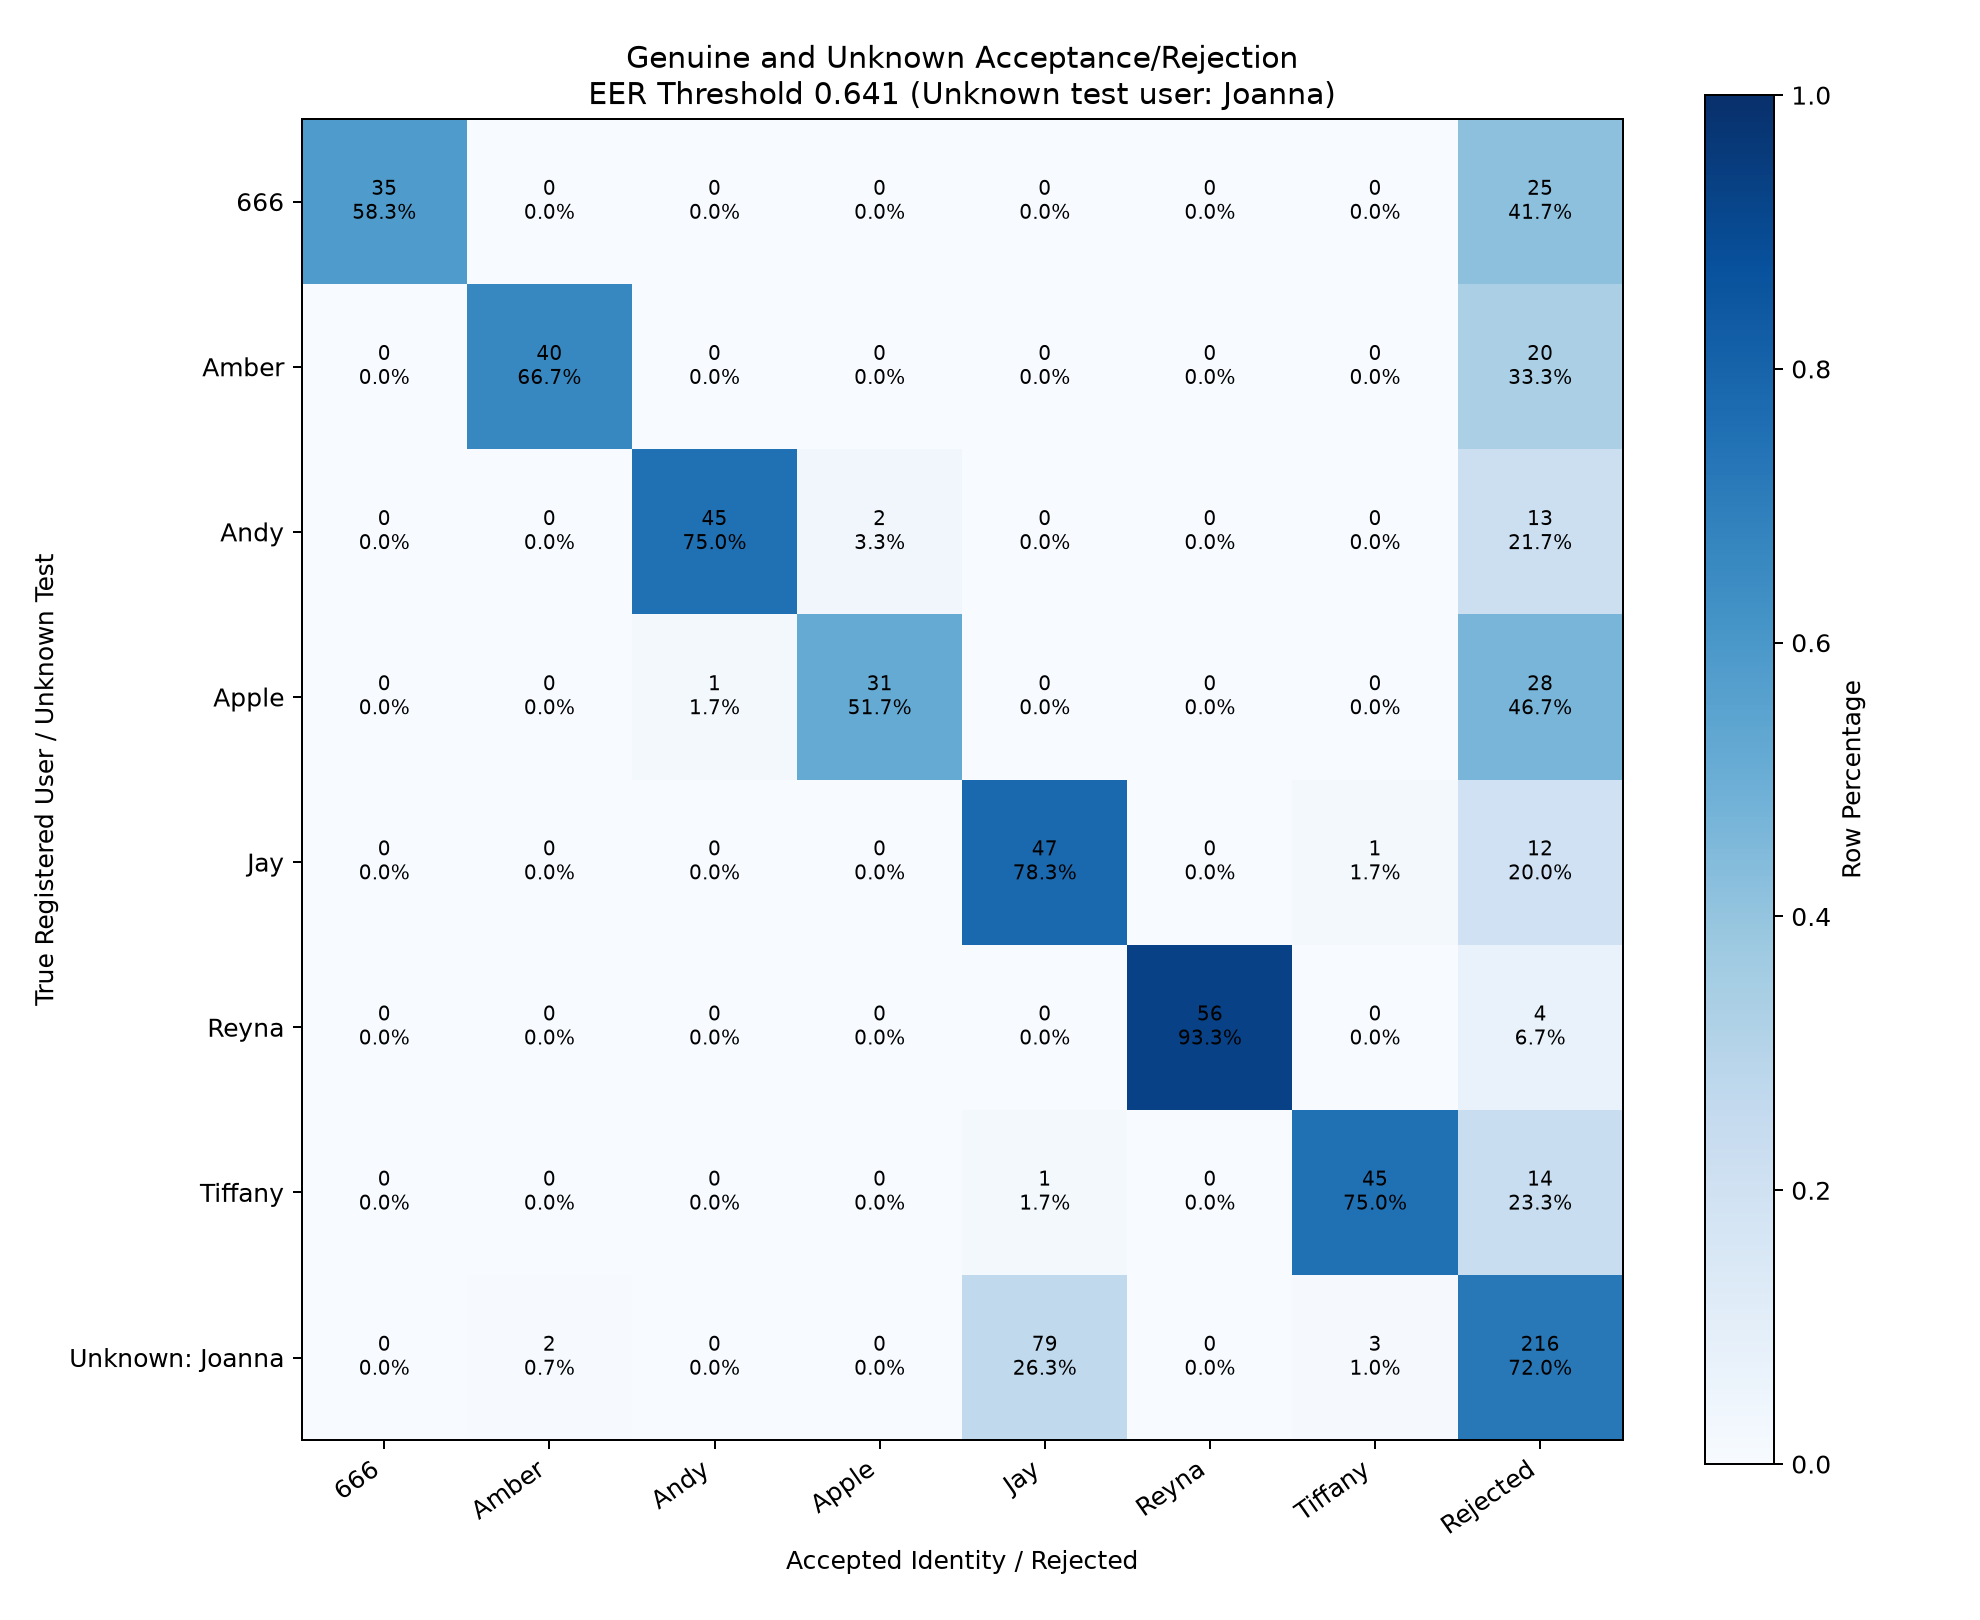 Genuine and Unknown Acceptance/Rejection
EER Threshold 0.641 (Unknown test user: Joanna)
True Registered User / Unknown Test
666
35 0 0 0 0 0 0 25
58.3% 0.0% 0.0% 0.0% 0.0% 0.0% 0.0% 41.7%
Amber
0 40 0 0 0 0 0 20
0.0% 66.7% 0.0% 0.0% 0.0% 0.0% 0.0% 33.3%
Andy
0 0 45 2 0 0 0 13
0.0% 0.0% 75.0% 3.3% 0.0% 0.0% 0.0% 21.7%
Apple
0 0 1 31 0 0 0 28
0.0% 0.0% 1.7% 51.7% 0.0% 0.0% 0.0% 46.7%
Jay
0 0 0 0 47 0 1 12
0.0% 0.0% 0.0% 0.0% 78.3% 0.0% 1.7% 20.0%
Reyna
0 0 0 0 0 56 0 4
0.0% 0.0% 0.0% 0.0% 0.0% 93.3% 0.0% 6.7%
Tiffany
0 0 0 0 1 0 45 14
0.0% 0.0% 0.0% 0.0% 1.7% 0.0% 75.0% 23.3%
Unknown: Joanna
0 2 0 0 79 0 3 216
0.0% 0.7% 0.0% 0.0% 26.3% 0.0% 1.0% 72.0%
666 Amber Andy Apple Jay Reyna Tiffany Rejected
Accepted Identity / Rejected
1.0
0.8
0.6
0.4
0.2
0.0
Row Percentage